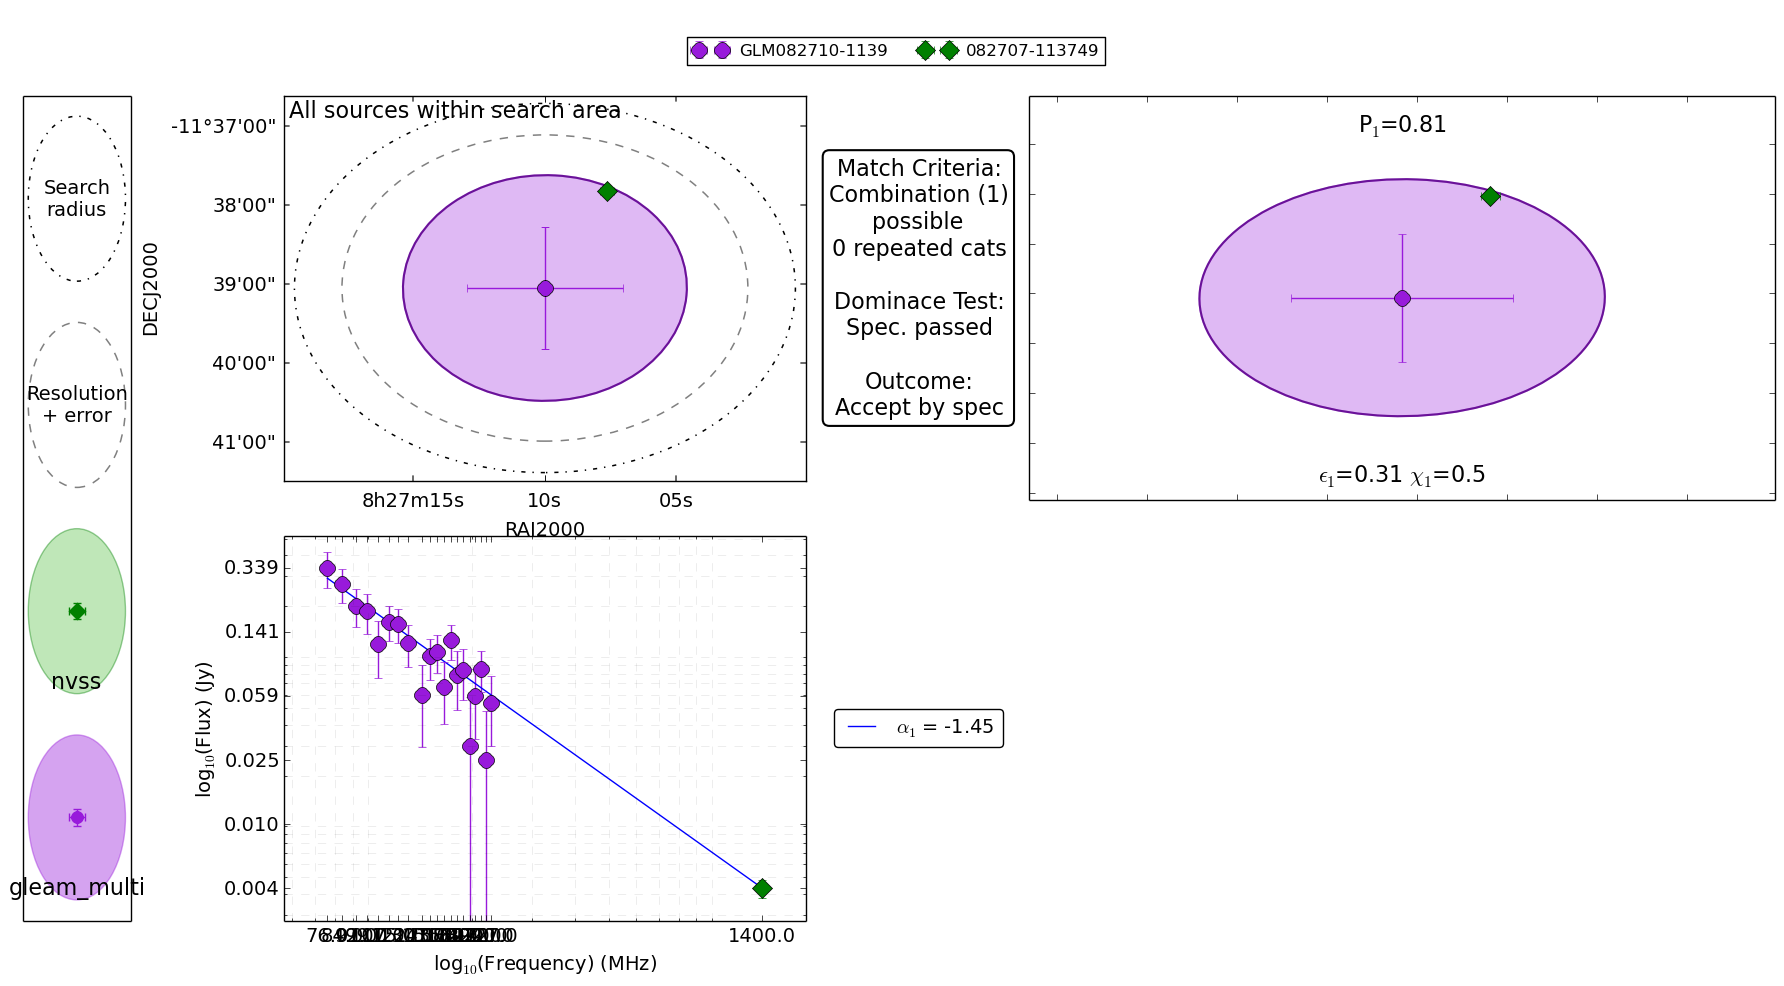 GLM082710-1139 082707-113749
Search
radius
Resolution
+ error
nvss
gleam_multi
All sources within search area
DECJ2000
-11°37'00"
38'00"
39'00"
40'00"
41'00"
8h27m15s 10s 05s
RAJ2000
Match Criteria:
Combination (1)
possible
0 repeated cats
Dominace Test:
Spec. passed
Outcome:
Accept by spec
P₁=0.81
ϵ₁=0.31 χ₁=0.5
log₁₀(Flux) (Jy)
0.339
0.141
0.059
0.025
0.010
0.004
1400.0
log₁₀(Frequency) (MHz)
α₁ = -1.45